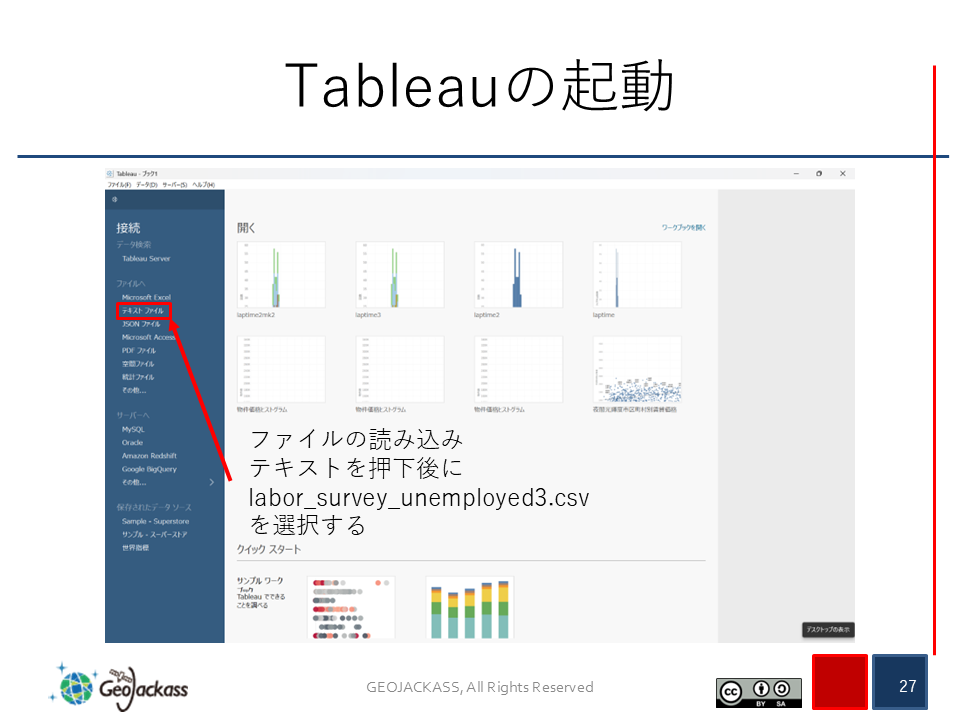 Tableauの起動
Tableau - ブック1
ファイル(F) データ(D) サーバー(S) ヘルプ(H)
接続
データ検索
Tableau Server
ファイルへ
Microsoft Excel
テキスト ファイル
JSON ファイル
Microsoft Access
PDF ファイル
空間ファイル
統計ファイル
その他...
サーバーへ
MySQL
Oracle
Amazon Redshift
Google BigQuery
その他...
保存されたデータ ソース
Sample - Superstore
サンプル - スーパーストア
世界指標
開く
ワークブックを開く
laptime2mk2
laptime3
laptime2
laptime
物件価格ヒストグラム
物件価格ヒストグラム
物件価格ヒストグラム
ファイルの読み込み
テキストを押下後に
labor_survey_unemployed3.csv
を選択する
クイック スタート
サンプル ワーク
ブック
Tableau でできる
ことを調べる
デスクトップの表示
GeoJackass
GEOJACKASS, All Rights Reserved
CC BY SA
27